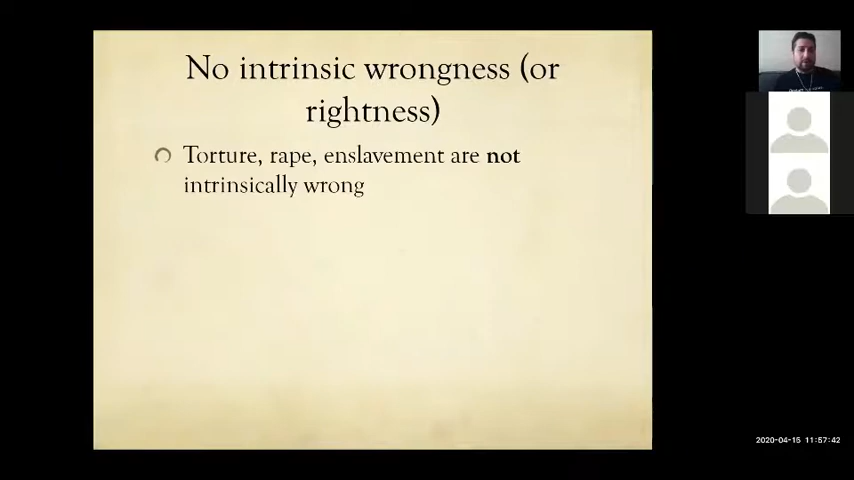 No intrinsic wrongness (or
rightness)
Torture, rape, enslavement are not
intrinsically wrong
2020-04-15 11:57:42